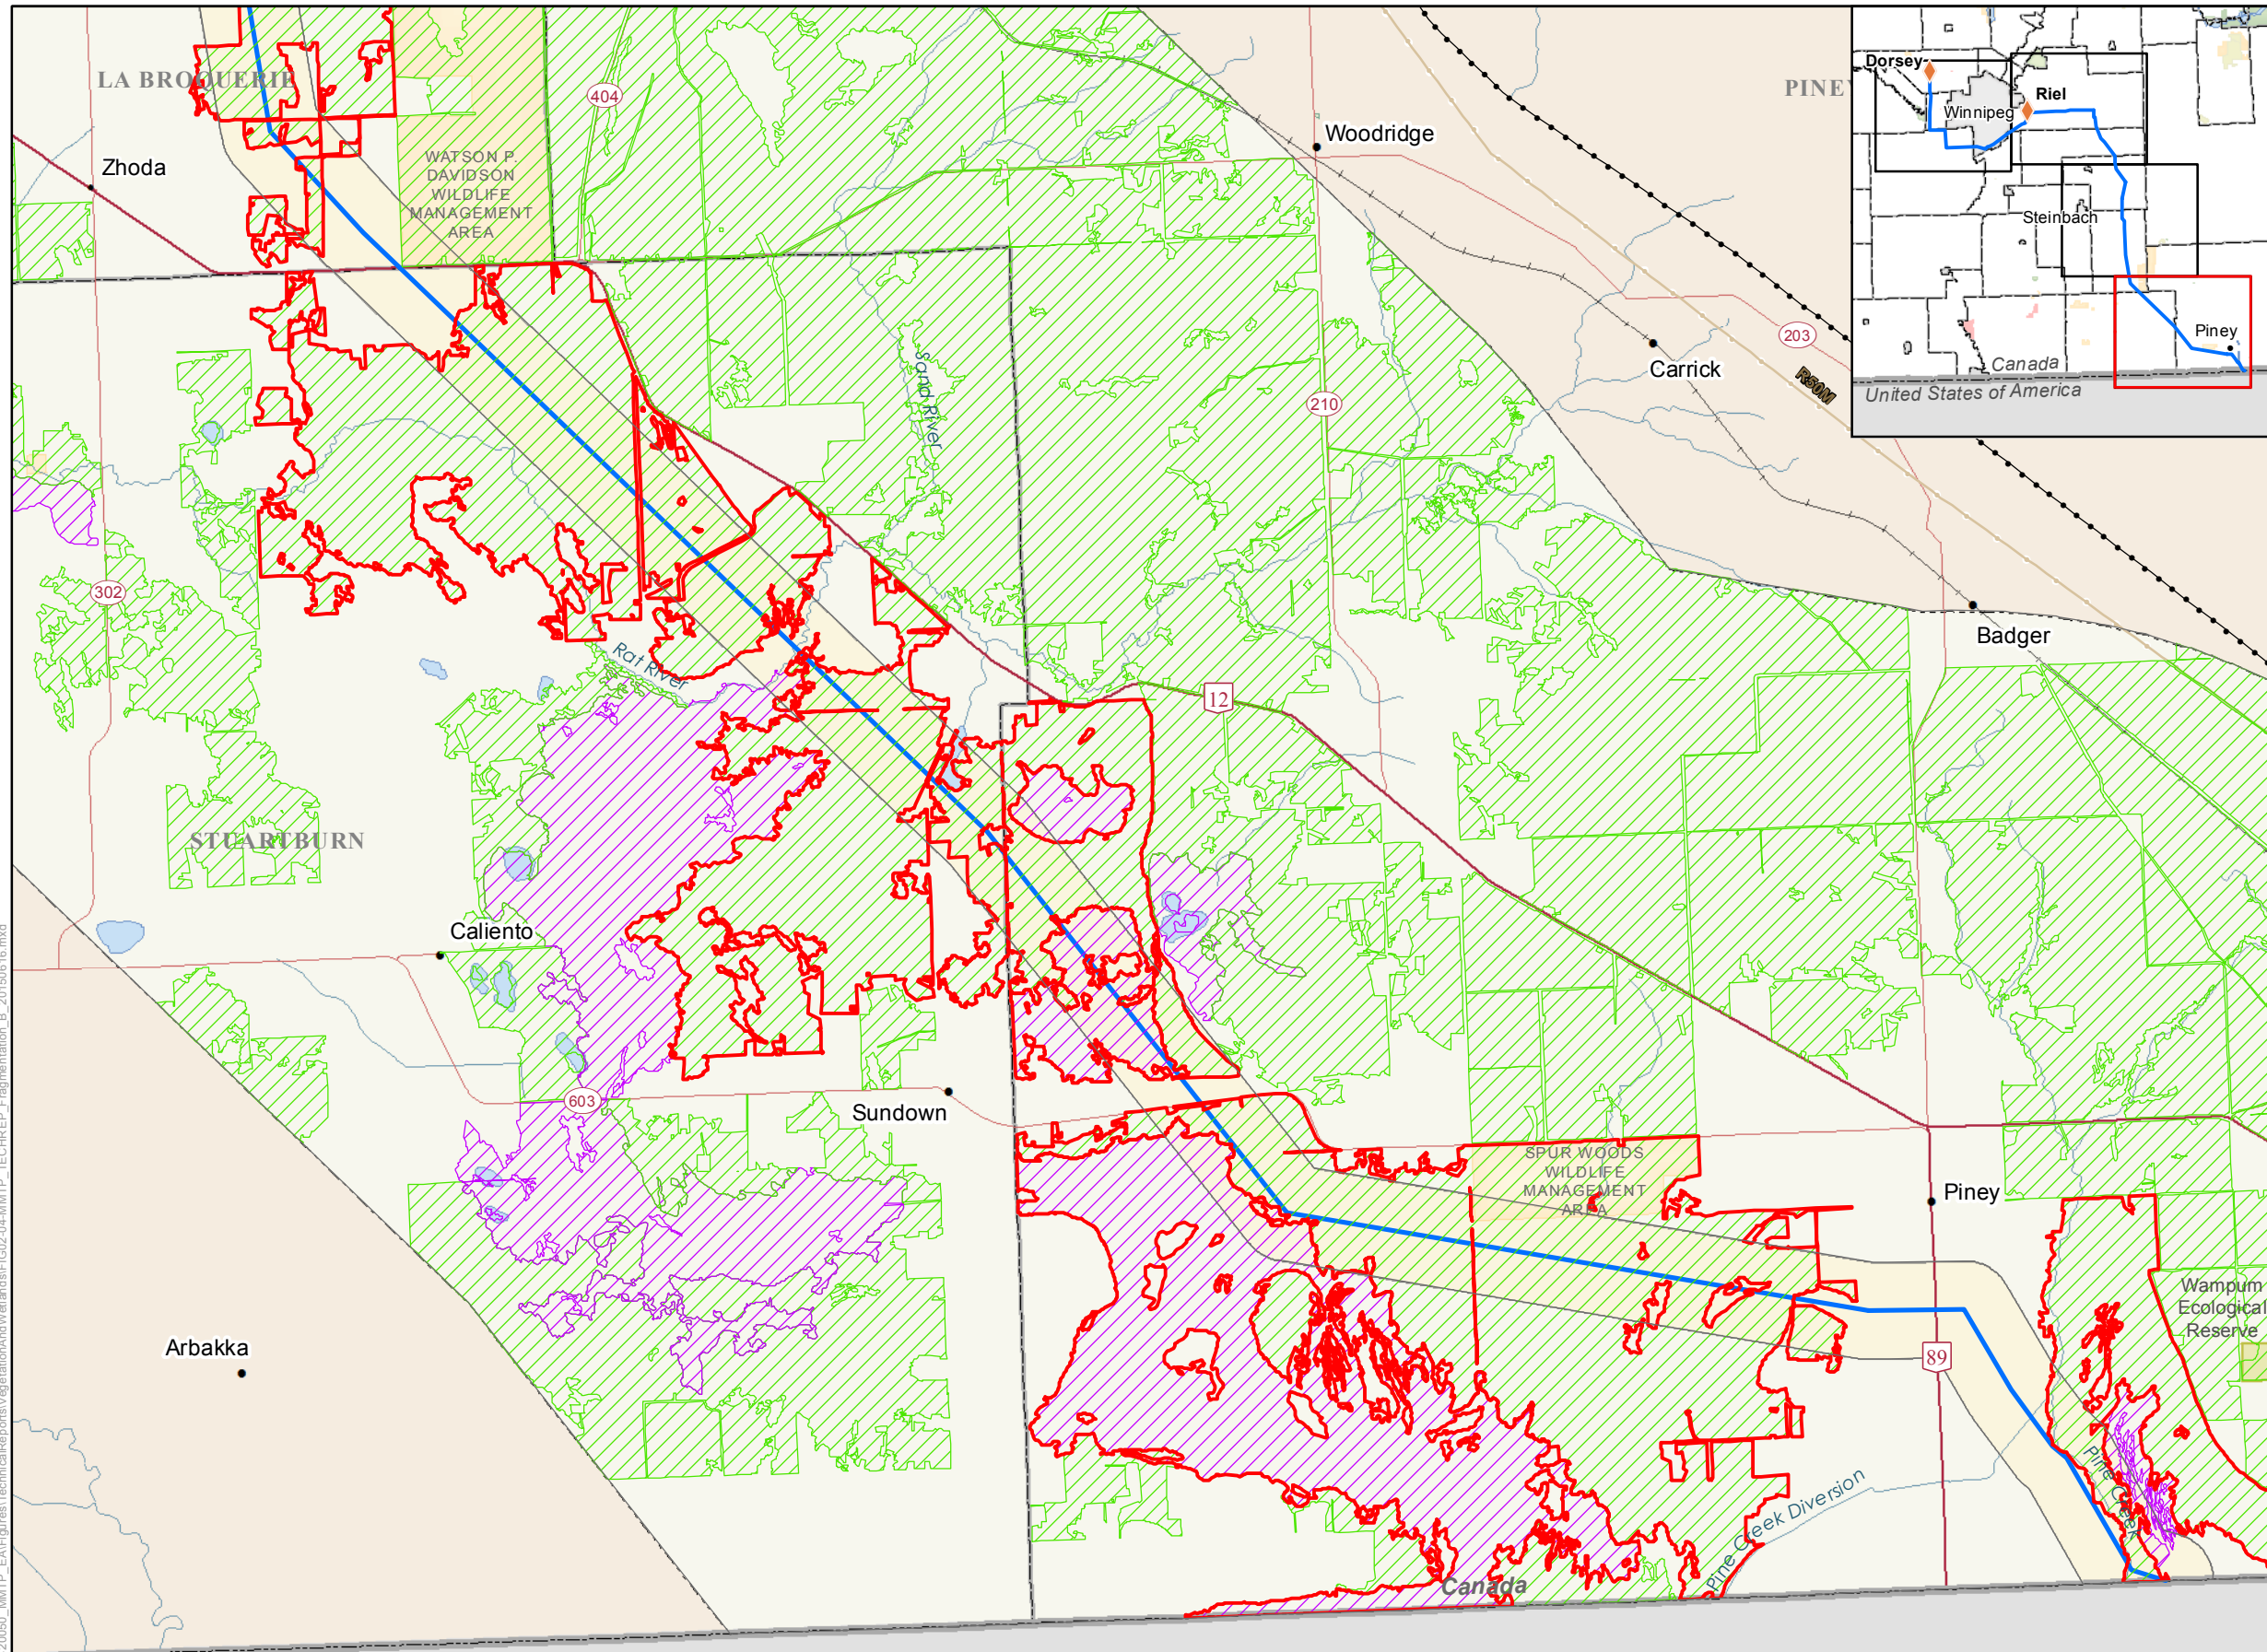 LA BROQUERIE
404
Woodridge
PINEY
Dorsey
Riel
Winnipeg
Steinbach
Piney
Canada
United States of America
Zhoda
WATSON P.
DAVIDSON
WILDLIFE
MANAGEMENT
AREA
Sand River
Carrick
203
R50M
210
302
Rat River
Badger
12
STUARTBURN
Caliento
603
Sundown
SPUR WOODS
WILDLIFE
MANAGEMENT
AREA
Piney
Wampum
Ecological
Reserve
Arbakka
89
Pine Creek
Pine Creek Diversion
Canada